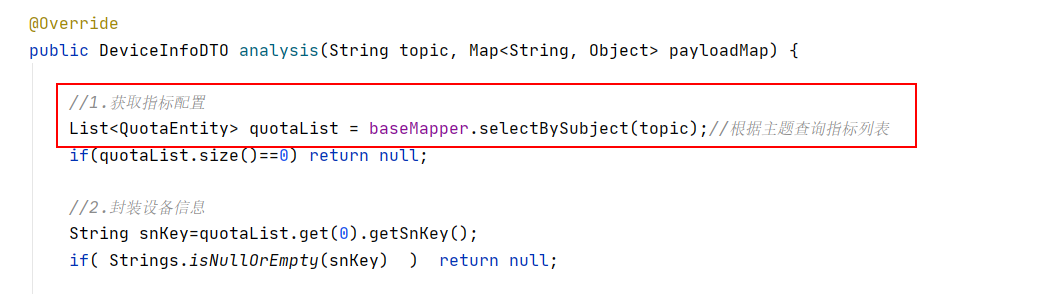 @Override
public DeviceInfoDTO analysis(String topic, Map<String, Object> payloadMap) {
//1.获取指标配置
List<QuotaEntity> quotaList = baseMapper.selectBySubject(topic);//根据主题查询指标列表
if(quotaList.size()==0) return null;
//2.封装设备信息
String snKey=quotaList.get(0).getSnKey();
if( Strings.isNullOrEmpty(snKey)  )  return null;